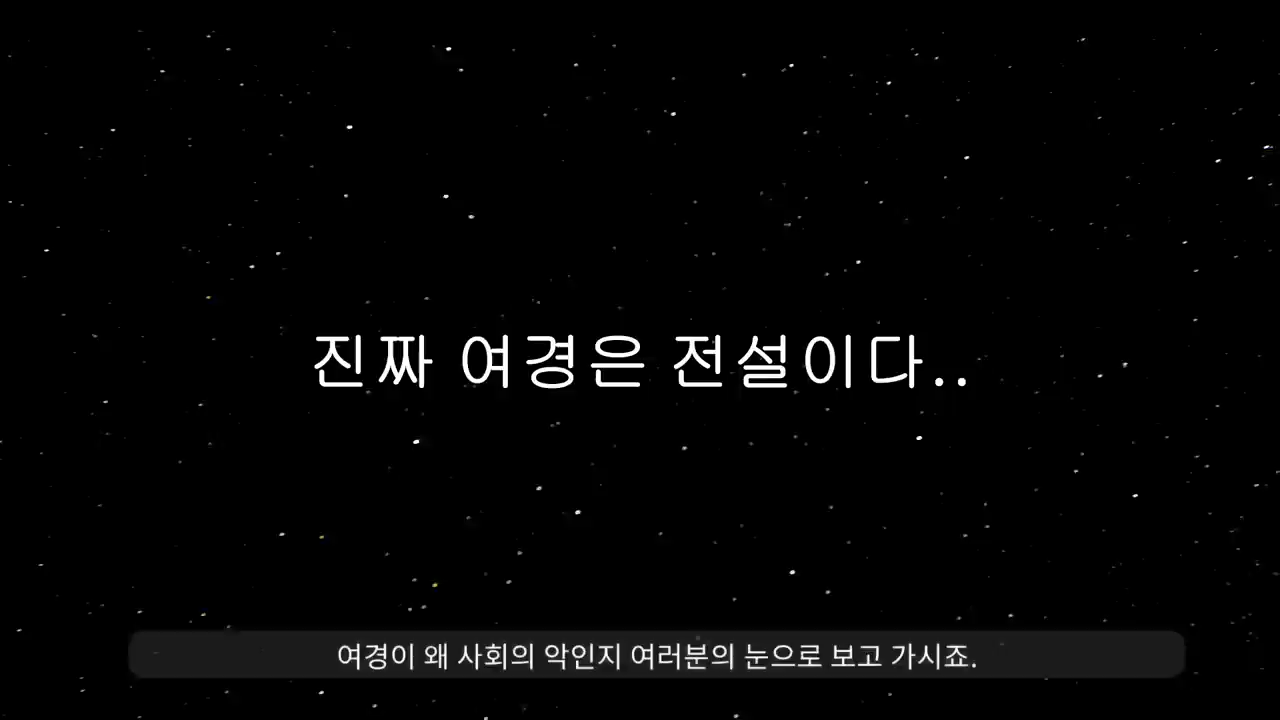 진짜 여경은 전설이다..
여경이 왜 사회의 악인지 여러분의 눈으로 보고 가시죠.